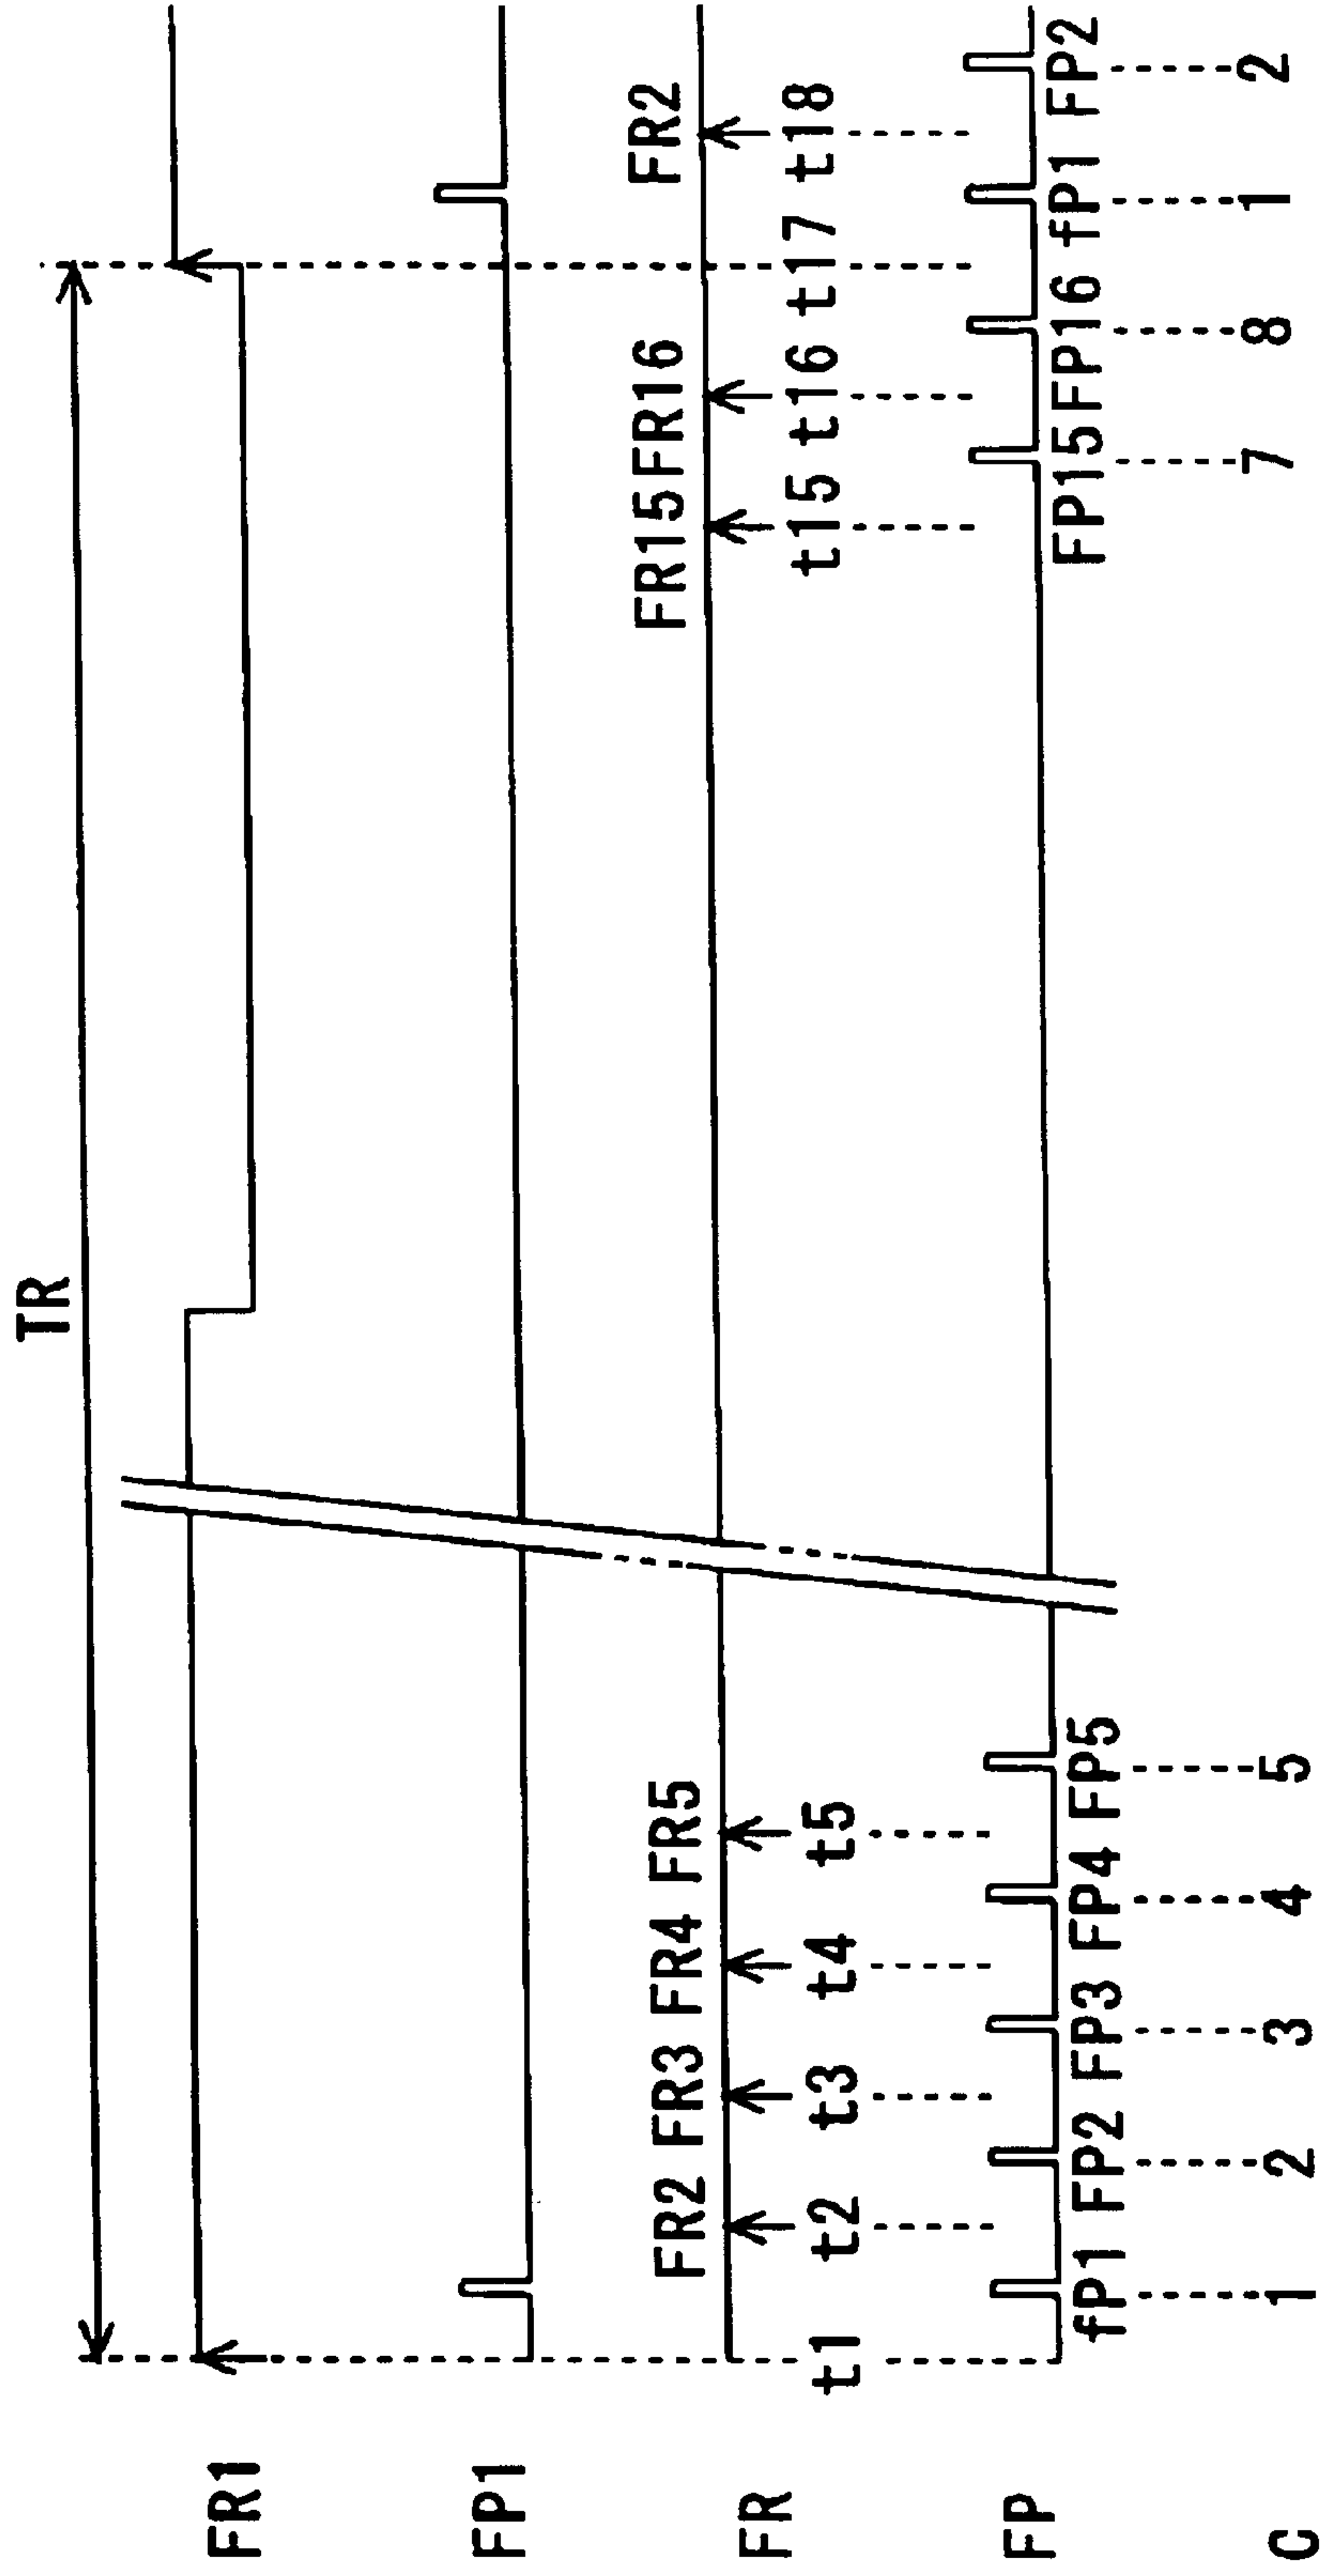 TR
FR1
FP1
FR2 FR3 FR4 FR5 FR15 FR16 FR2
FR
t1 t2 t3 t4 t5 t15 t16 t17 t18
FP
fP1 FP2 FP3 FP4 FP5 FP15 FP16 fP1 FP2
C 1 2 3 4 5 7 8 1 2